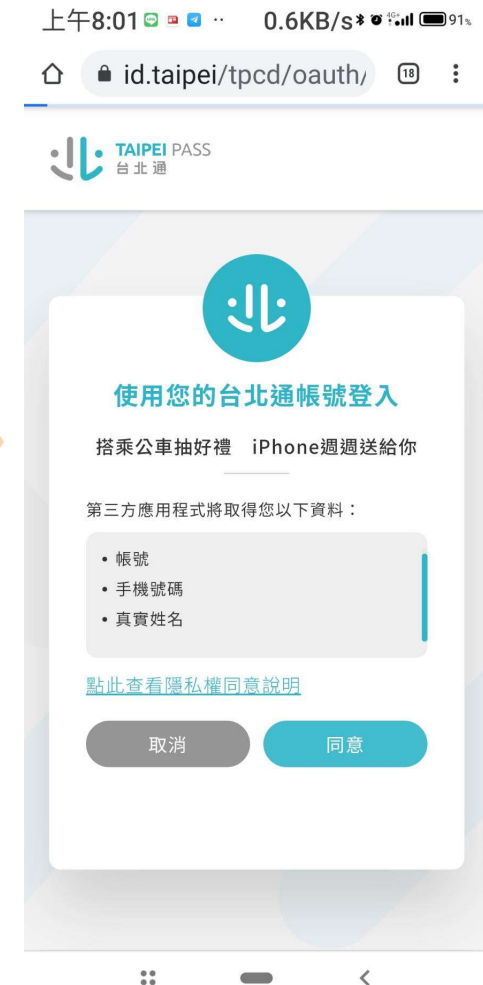 上午8:01 ·· 0.6KB/s 4G+ 91%
id.taipei/tpcd/oauth/ 18
TAIPEI PASS
台北通
使用您的台北通帳號登入
搭乘公車抽好禮 iPhone週週送給你
第三方應用程式將取得您以下資料：
• 帳號
• 手機號碼
• 真實姓名
點此查看隱私權同意說明
取消 同意